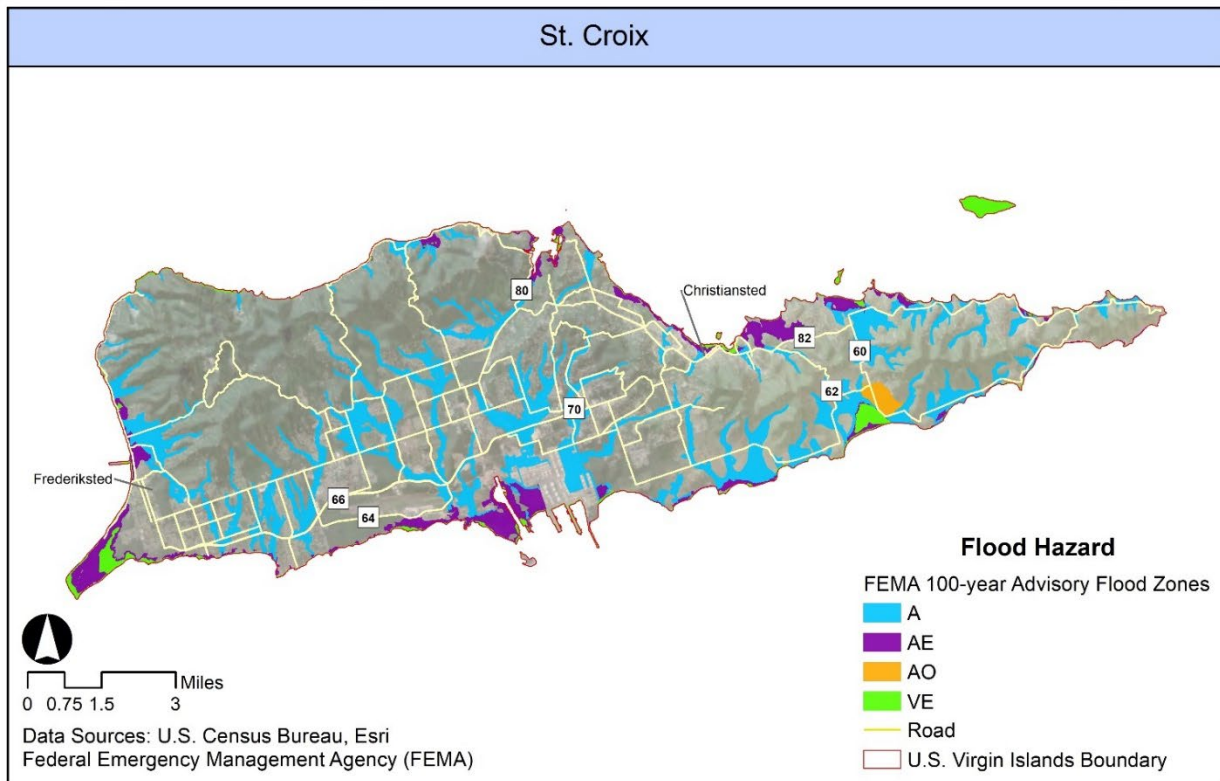 St. Croix
Christiansted
80
82
60
62
70
Frederiksted
66
64
Flood Hazard
FEMA 100-year Advisory Flood Zones
A
AE
AO
VE
Road
U.S. Virgin Islands Boundary
Miles
0 0.75 1.5 3
Data Sources: U.S. Census Bureau, Esri
Federal Emergency Management Agency (FEMA)